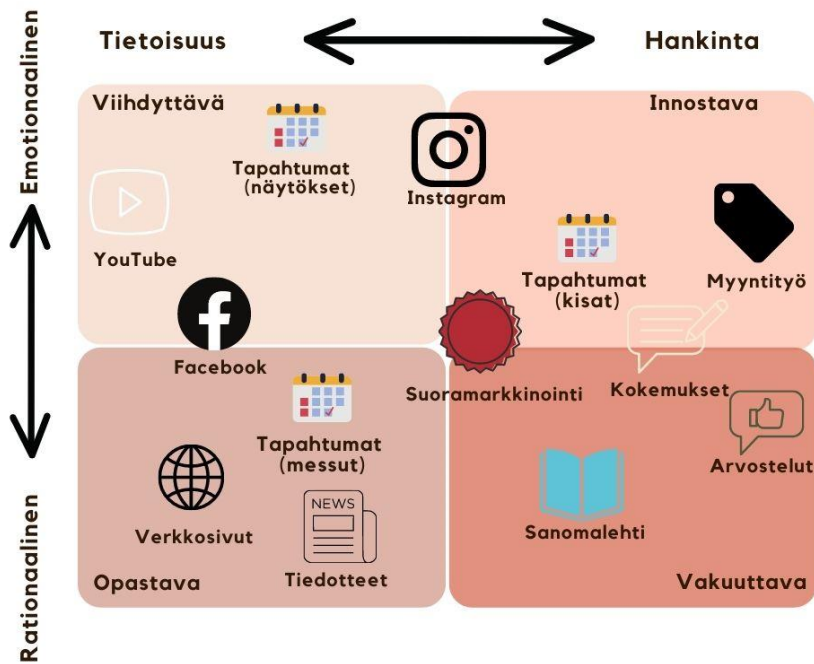 Tietoisuus
Hankinta
Emotionaalinen
Rationaalinen
Viihdyttävä
Innostava
Tapahtumat
(näytökset)
Instagram
YouTube
Tapahtumat
(kisat)
Myyntityö
Facebook
Suoramarkkinointi
Kokemukset
Tapahtumat
(messut)
Arvostelut
Verkkosivut
NEWS
Tiedotteet
Sanomalehti
Opastava
Vakuuttava